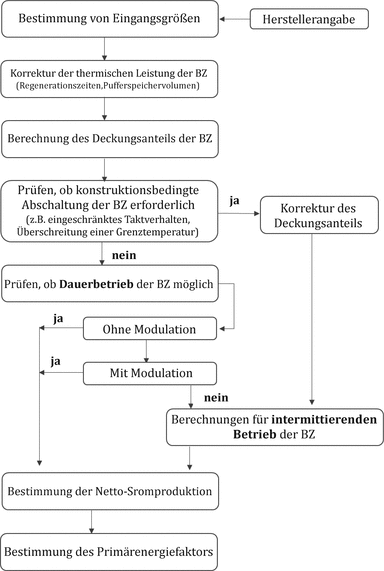 Bestimmung von Eingangsgrößen
Herstellerangabe
Korrektur der thermischen Leistung der BZ
(Regenerationszeiten,Pufferspeichervolumen)
Berechnung des Deckungsanteils der BZ
Prüfen, ob konstruktionsbedingte
Abschaltung der BZ erforderlich
(z.B. eingeschränktes Taktverhalten,
Überschreitung einer Grenztemperatur)
ja
Korrektur des
Deckungsanteils
nein
Prüfen, ob Dauerbetrieb der BZ möglich
ja
Ohne Modulation
ja
Mit Modulation
nein
Berechnungen für intermittierenden
Betrieb der BZ
Bestimmung der Netto-Sromproduktion
Bestimmung des Primärenergiefaktors